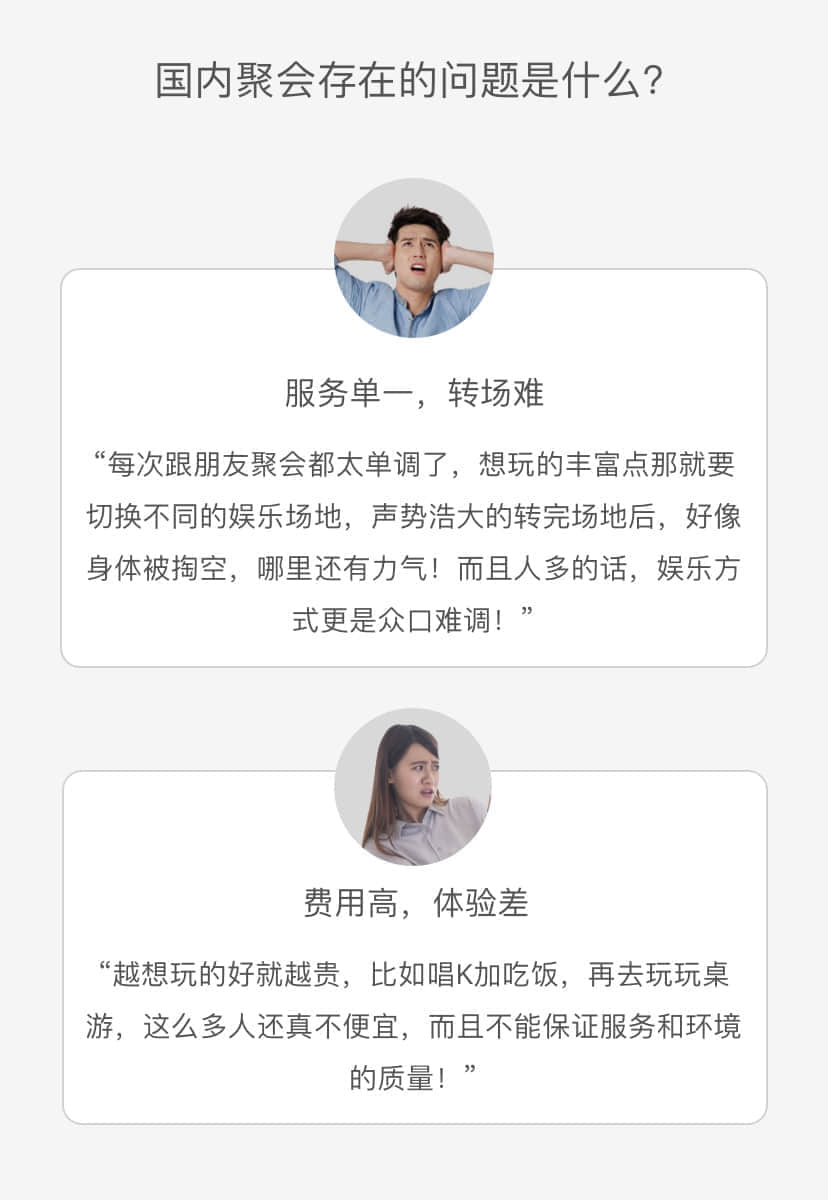 国内聚会存在的问题是什么？
服务单一，转场难
“每次跟朋友聚会都太单调了，想玩的丰富点那就要
切换不同的娱乐场地，声势浩大的转完场地后，好像
身体被掏空，哪里还有力气！而且人多的话，娱乐方
式更是众口难调！”
费用高，体验差
“越想玩的好就越贵，比如唱K加吃饭，再去玩玩桌
游，这么多人还真不便宜，而且不能保证服务和环境
的质量！”